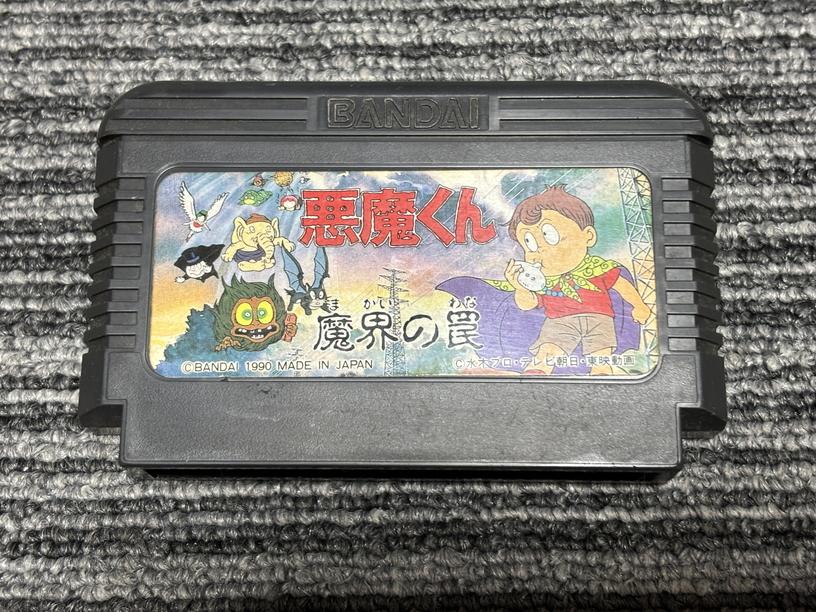 BANDAI
悪魔くん
まかいわな
魔界の罠
©BANDAI 1990 MADE IN JAPAN
©水木プロ・テレビ朝日・東映動画